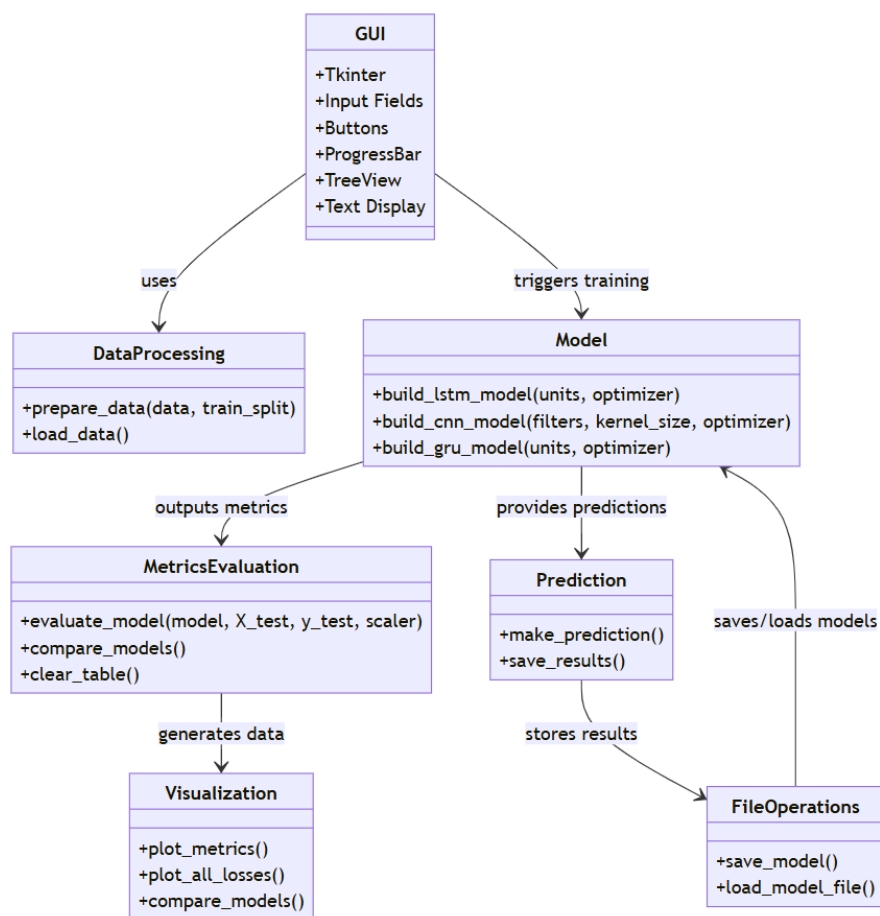 GUI
+Tkinter
+Input Fields
+Buttons
+ProgressBar
+TreeView
+Text Display
uses
triggers training
DataProcessing
+prepare_data(data, train_split)
+load_data()
Model
+build_lstm_model(units, optimizer)
+build_cnn_model(filters, kernel_size, optimizer)
+build_gru_model(units, optimizer)
outputs metrics
provides predictions
MetricsEvaluation
+evaluate_model(model, X_test, y_test, scaler)
+compare_models()
+clear_table()
Prediction
+make_prediction()
+save_results()
saves/loads models
generates data
stores results
Visualization
+plot_metrics()
+plot_all_losses()
+compare_models()
FileOperations
+save_model()
+load_model_file()